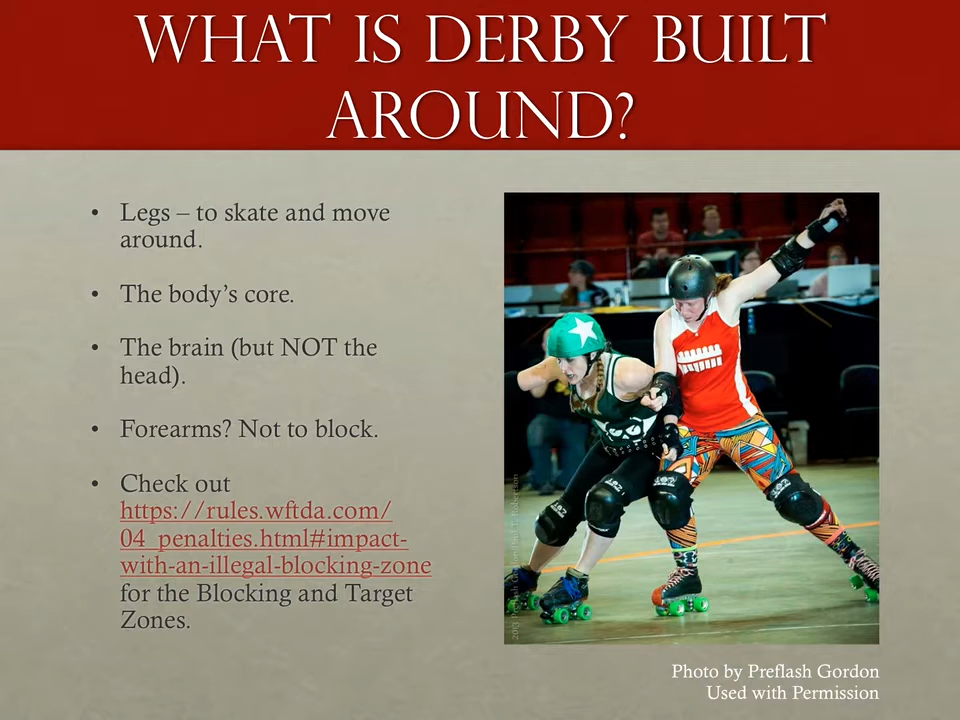 WHAT IS DERBY BUILT
AROUND?
• Legs – to skate and move
around.
• The body's core.
• The brain (but NOT the
head).
• Forearms? Not to block.
• Check out
https://rules.wftda.com/
04_penalties.html#impact-
with-an-illegal-blocking-zone
for the Blocking and Target
Zones.
Photo by Preflash Gordon
Used with Permission